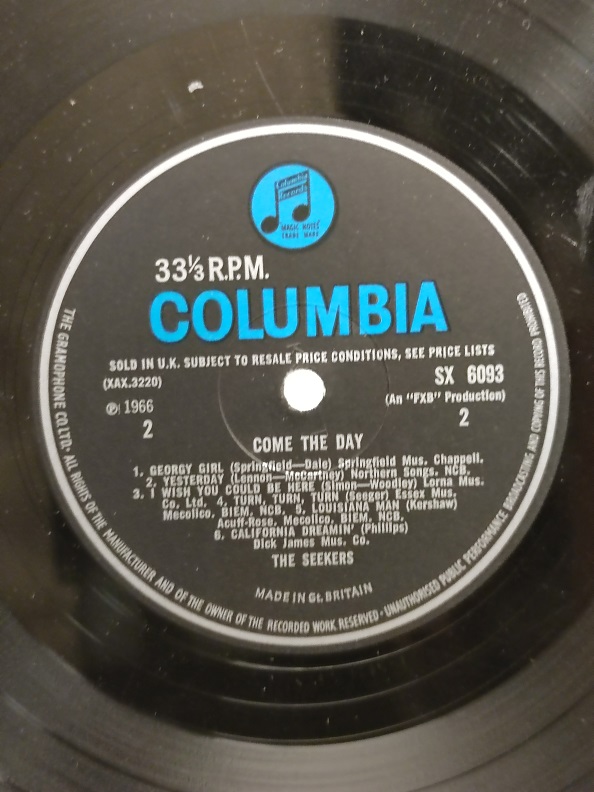 Columbia
Records
MAGIC NOTES
TRADE MARK
33⅓ R.P.M.
COLUMBIA
SOLD IN U.K. SUBJECT TO RESALE PRICE CONDITIONS, SEE PRICE LISTS
(XAX.3220)
SX 6093
Ⓟ 1966
(An "FXB" Production)
2
2
COME THE DAY
1. GEORGY GIRL (Springfield—Dale) Springfield Mus. Chappell.
2. YESTERDAY (Lennon—McCartney) Northern Songs. NCB.
3. I WISH YOU COULD BE HERE (Simon—Woodley) Lorna Mus.
Co. Ltd. 4. TURN, TURN, TURN (Seeger) Essex Mus.
Mecolico, BIEM, NCB. 5. LOUISIANA MAN (Kershaw)
Acuff-Rose, Mecolico, BIEM, NCB.
6. CALIFORNIA DREAMIN' (Phillips)
Dick James Mus. Co.
THE SEEKERS
MADE IN Gt. BRITAIN
THE GRAMOPHONE CO. LTD. ALL RIGHTS OF THE MANUFACTURER AND OF THE OWNER OF THE RECORDED WORK RESERVED · UNAUTHORISED PUBLIC PERFORMANCE BROADCASTING AND COPYING OF THIS RECORD PROHIBITED